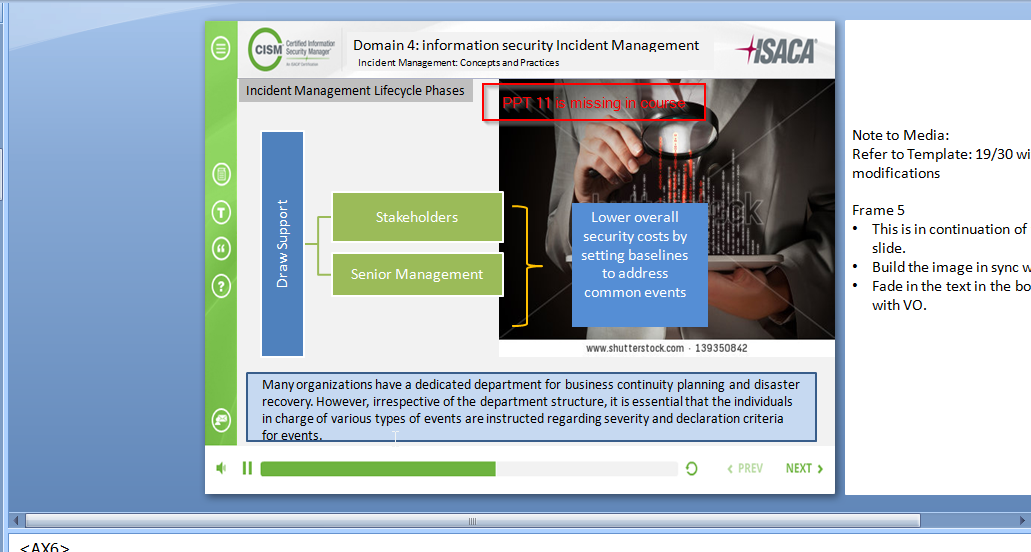 CISM
Certified Information
Security Manager®
An ISACA® Certification
Domain 4: information security Incident Management
Incident Management: Concepts and Practices
ISACA®
Incident Management Lifecycle Phases
PPT 11 is missing in course
Draw Support
Stakeholders
Senior Management
Lower overall
security costs by
setting baselines
to address
common events
www.shutterstock.com · 139350842
Many organizations have a dedicated department for business continuity planning and disaster
recovery. However, irrespective of the department structure, it is essential that the individuals
in charge of various types of events are instructed regarding severity and declaration criteria
for events.
PREV
NEXT
Note to Media:
Refer to Template: 19/30 wi
modifications
Frame 5
• This is in continuation of
slide.
• Build the image in sync w
• Fade in the text in the bo
with VO.
<AX6>